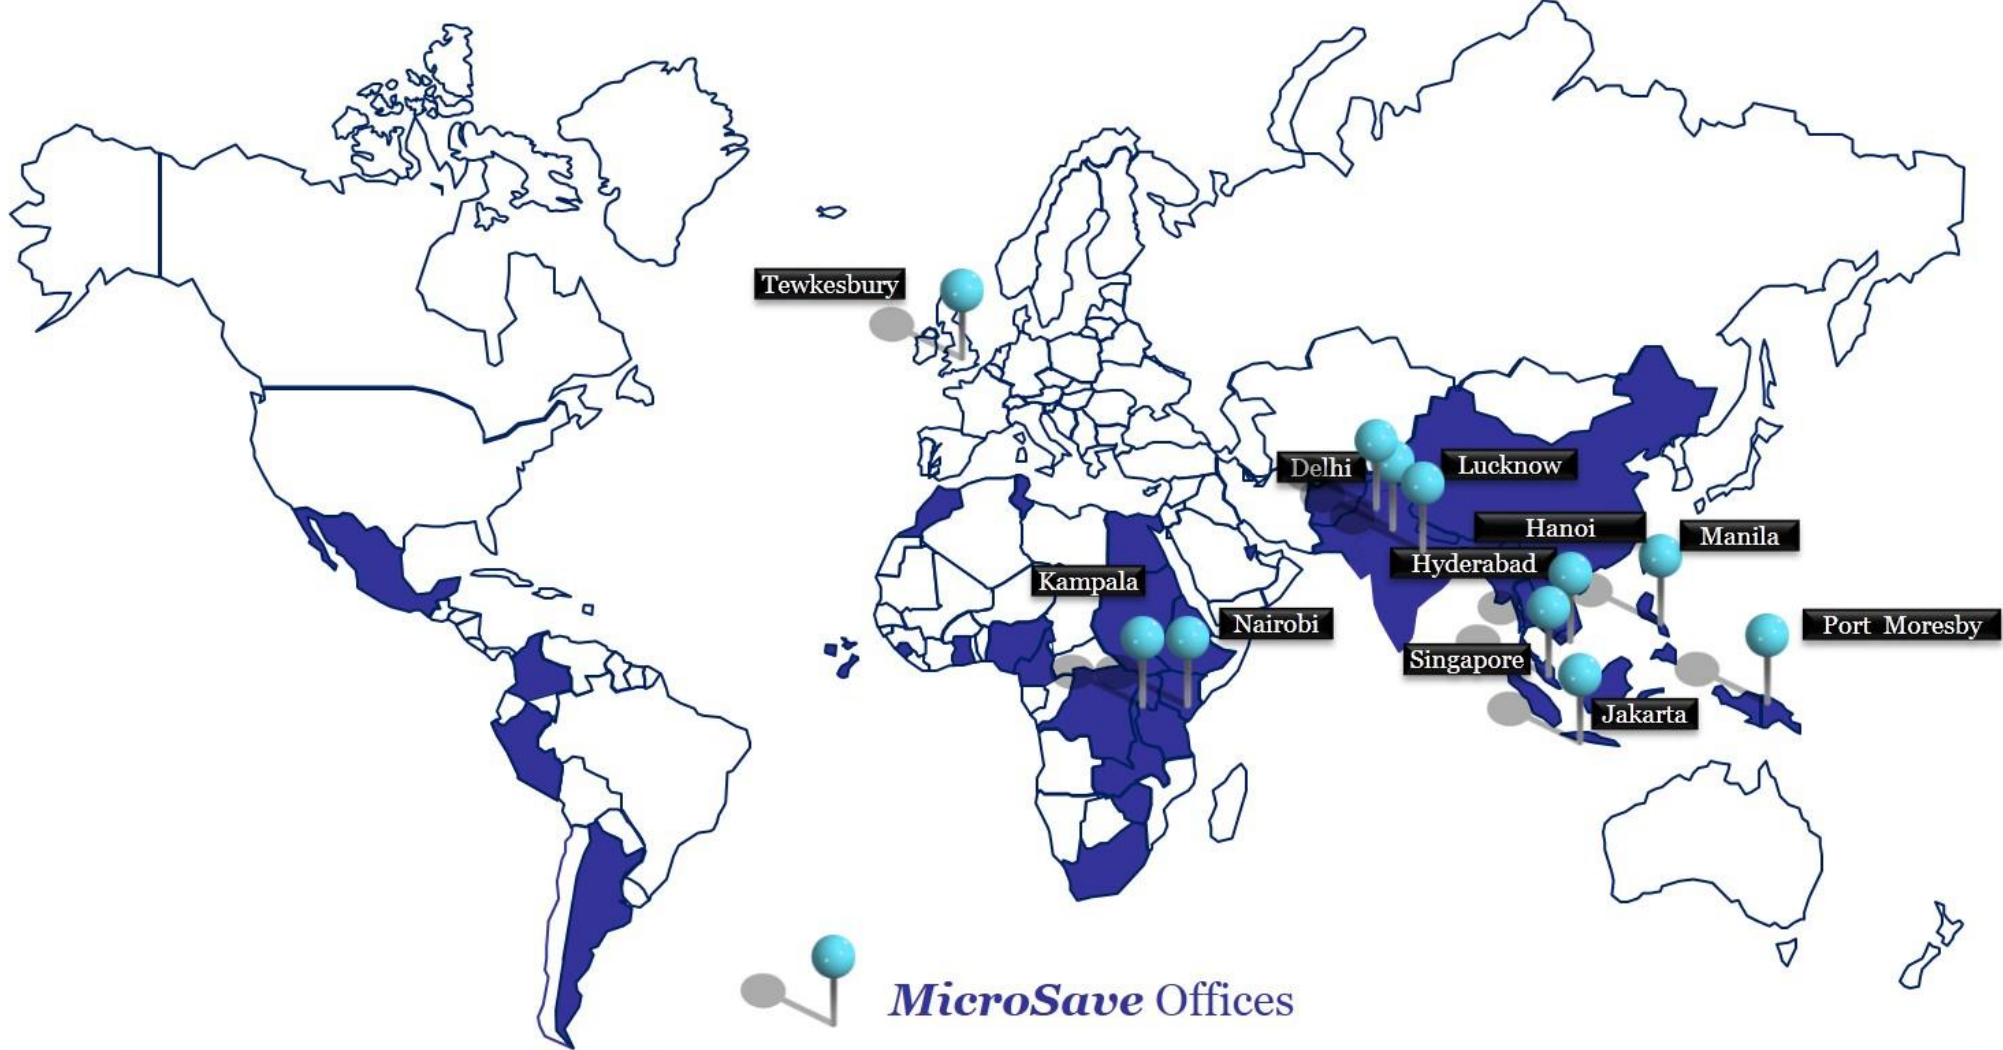 Tewkesbury
Delhi
Lucknow
Hanoi
Manila
Hyderabad
Kampala
Nairobi
Port Moresby
Singapore
Jakarta
MicroSave Offices